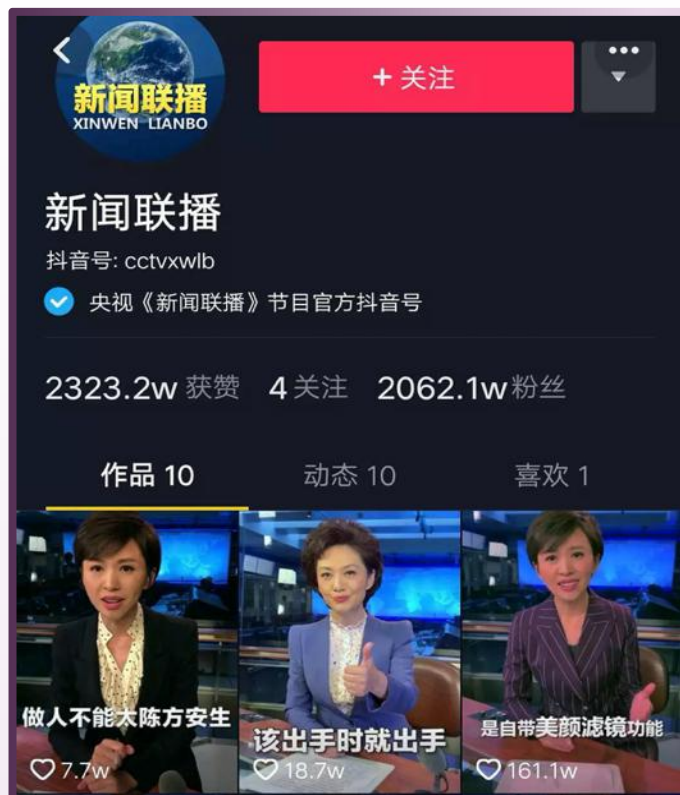 新闻联播
XINWEN LIANBO
+ 关注
新闻联播
抖音号: cctvxwlb
央视《新闻联播》节目官方抖音号
2323.2w 获赞 4 关注 2062.1w 粉丝
作品 10 动态 10 喜欢 1
做人不能太陈方安生
该出手时就出手
是自带美颜滤镜功能
7.7w 18.7w 161.1w